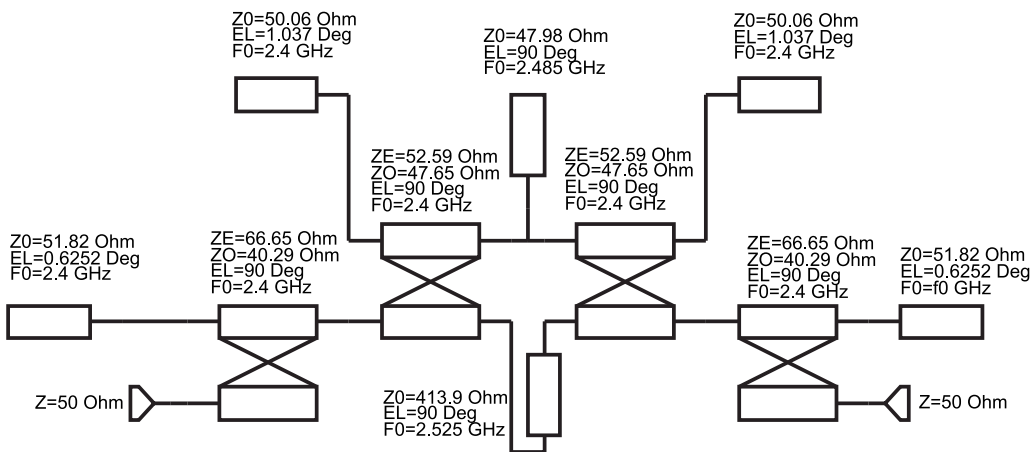 Z0=50.06 Ohm
EL=1.037 Deg
F0=2.4 GHz
Z0=47.98 Ohm
EL=90 Deg
F0=2.485 GHz
Z0=50.06 Ohm
EL=1.037 Deg
F0=2.4 GHz
ZE=52.59 Ohm
ZO=47.65 Ohm
EL=90 Deg
F0=2.4 GHz
ZE=52.59 Ohm
ZO=47.65 Ohm
EL=90 Deg
F0=2.4 GHz
Z0=51.82 Ohm
EL=0.6252 Deg
F0=2.4 GHz
ZE=66.65 Ohm
ZO=40.29 Ohm
EL=90 Deg
F0=2.4 GHz
ZE=66.65 Ohm
ZO=40.29 Ohm
EL=90 Deg
F0=2.4 GHz
Z0=51.82 Ohm
EL=0.6252 Deg
F0=f0 GHz
Z=50 Ohm
Z0=413.9 Ohm
EL=90 Deg
F0=2.525 GHz
Z=50 Ohm